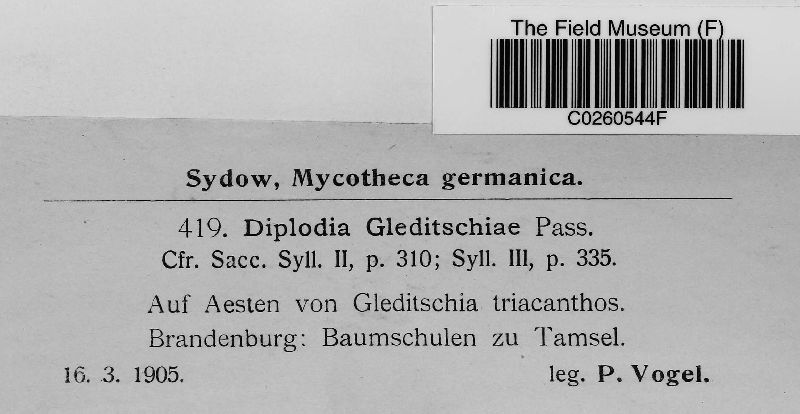 The Field Museum (F)
C0260544F
Sydow, Mycotheca germanica.
419. Diplodia Gleditschiae Pass.
Cfr. Sacc. Syll. II, p. 310; Syll. III, p. 335.
Auf Aesten von Gleditschia triacanthos.
Brandenburg: Baumschulen zu Tamsel.
16. 3. 1905. leg. P. Vogel.